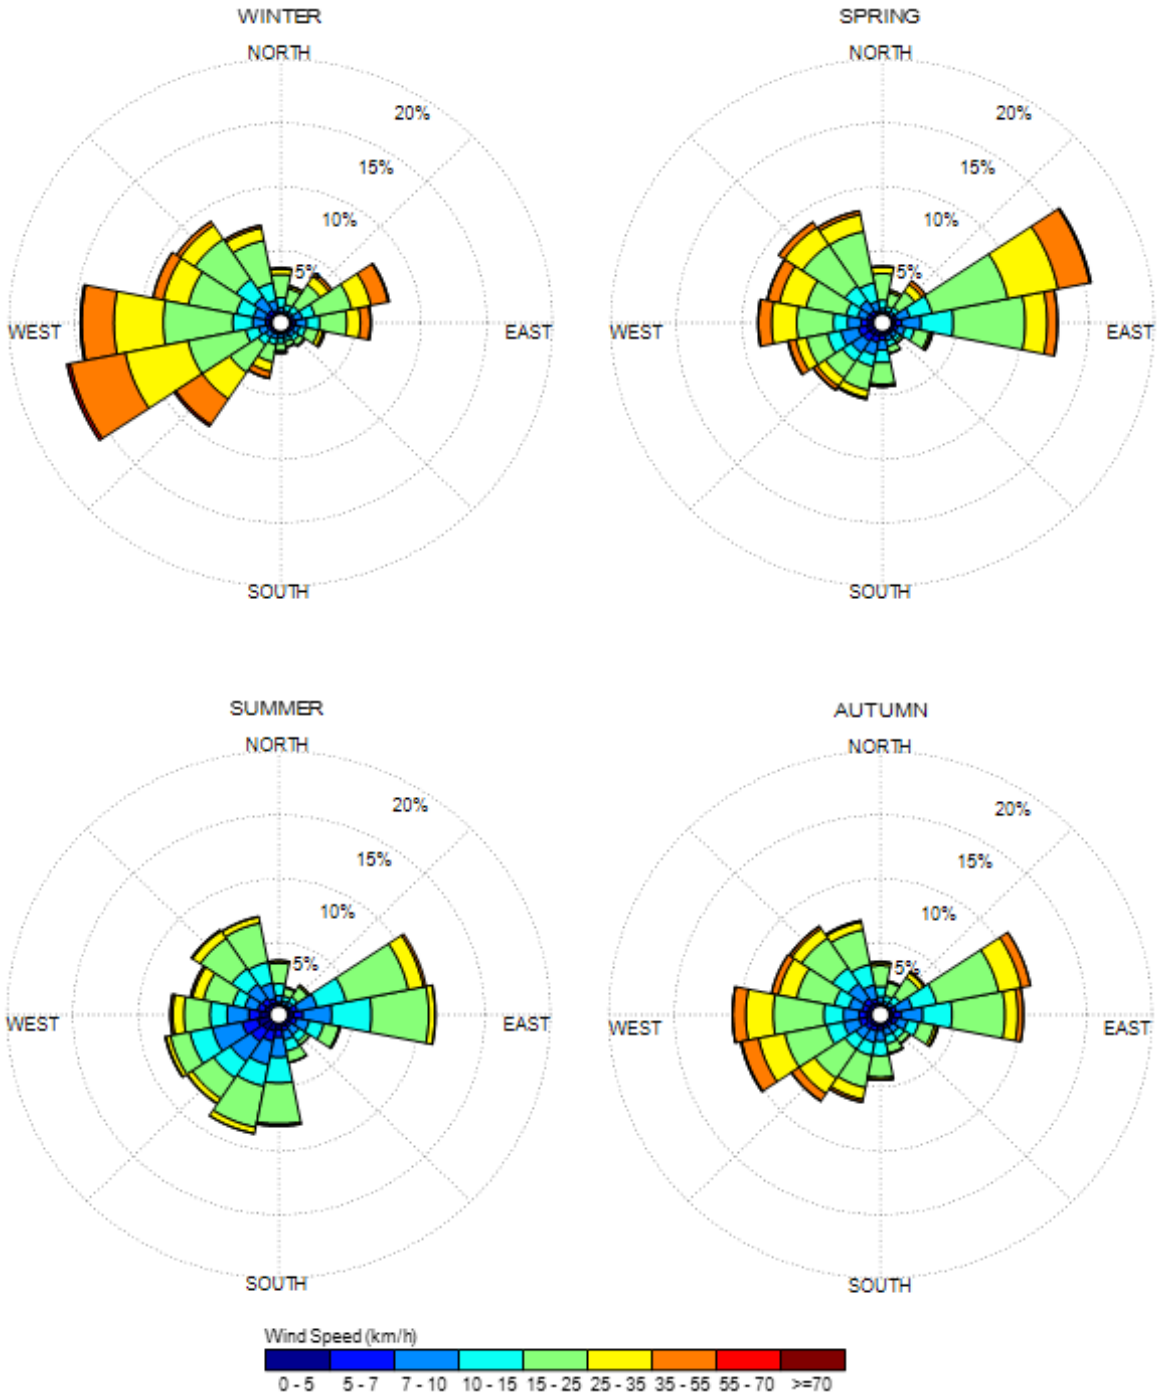 WINTER
NORTH
20%
15%
10%
5%
WEST
EAST
SOUTH
SPRING
NORTH
20%
15%
10%
5%
WEST
EAST
SOUTH
SUMMER
NORTH
20%
15%
10%
5%
WEST
EAST
SOUTH
AUTUMN
NORTH
20%
15%
10%
5%
WEST
EAST
SOUTH
Wind Speed (km/h)
0 - 5 5 - 7 7 - 10 10 - 15 15 - 25 25 - 35 35 - 55 55 - 70 >=70